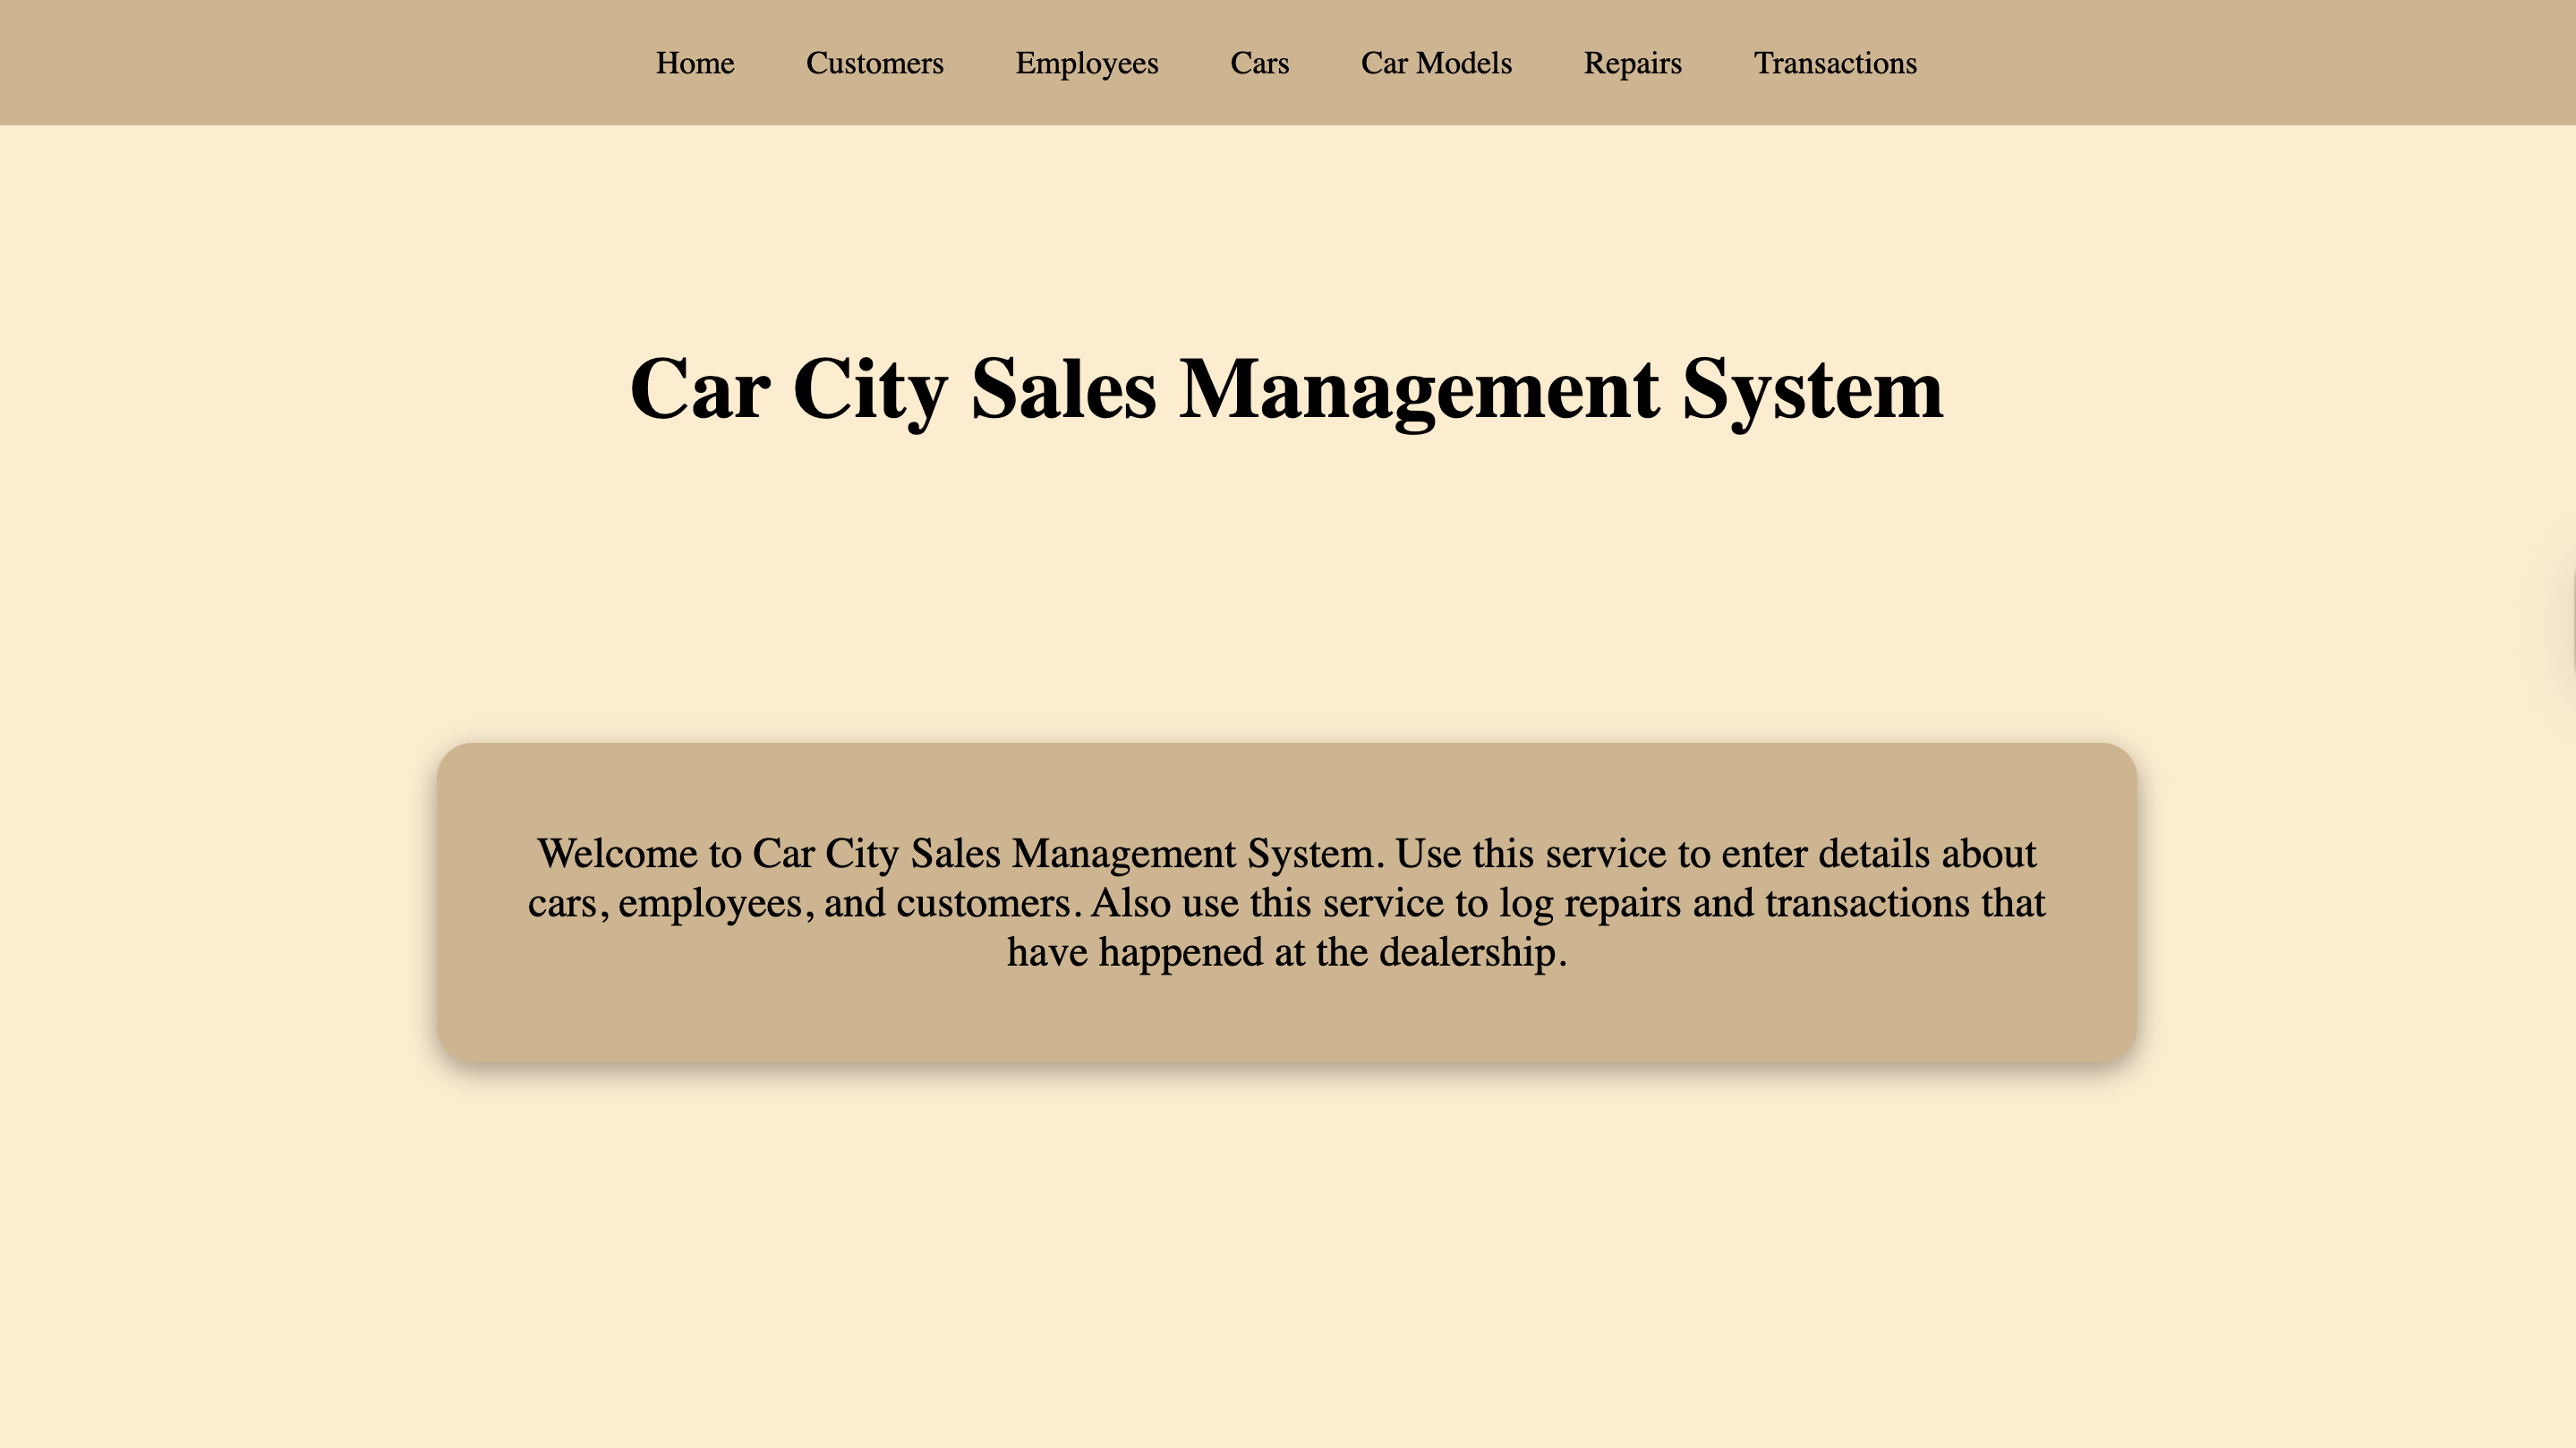 Home Customers Employees Cars Car Models Repairs Transactions
Car City Sales Management System
Welcome to Car City Sales Management System. Use this service to enter details about
cars, employees, and customers. Also use this service to log repairs and transactions that
have happened at the dealership.